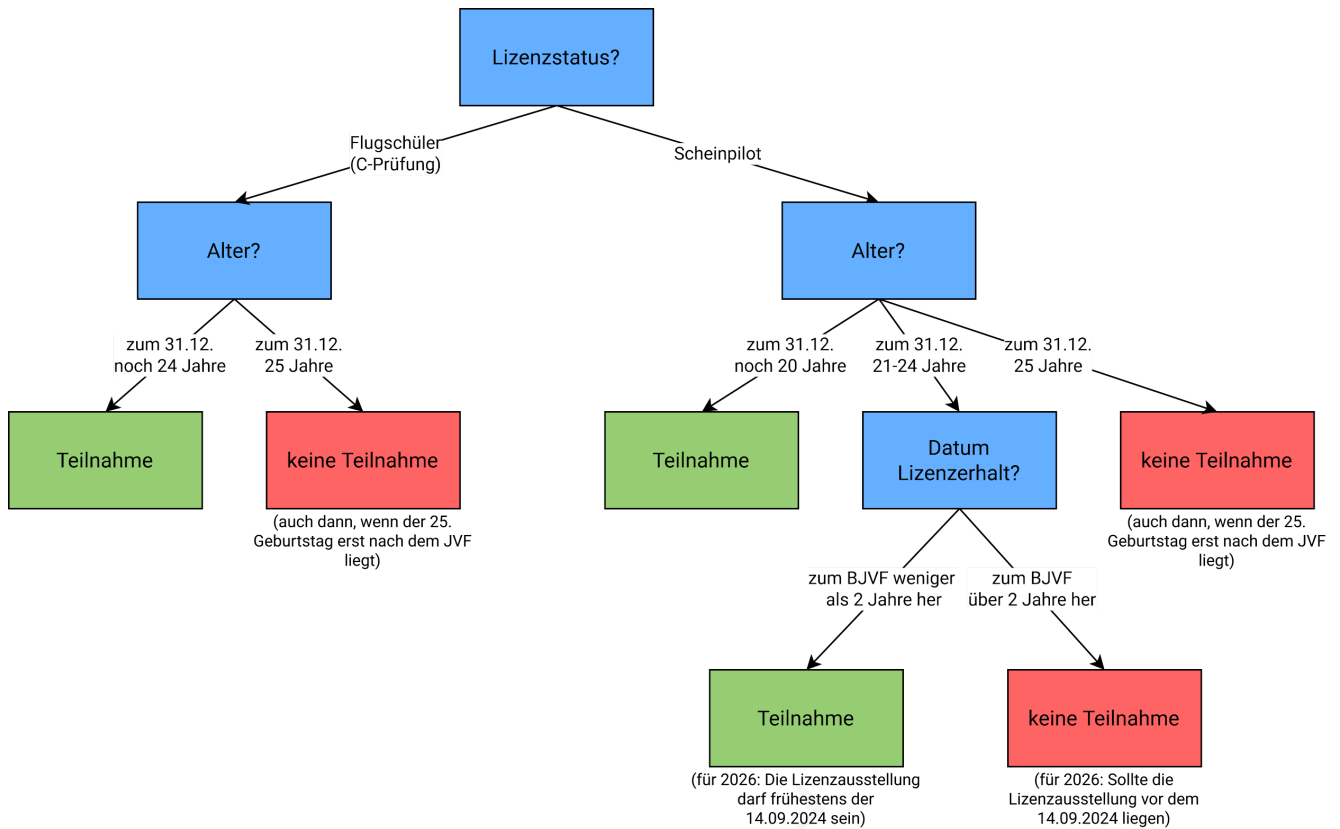 Lizenzstatus?
Flugschüler
(C-Prüfung)
Scheinpilot
Alter?
Alter?
zum 31.12.
noch 24 Jahre
zum 31.12.
25 Jahre
zum 31.12.
noch 20 Jahre
zum 31.12.
21-24 Jahre
zum 31.12.
25 Jahre
Teilnahme
keine Teilnahme
(auch dann, wenn der 25.
Geburtstag erst nach dem JVF
liegt)
Teilnahme
Datum
Lizenzerhalt?
keine Teilnahme
(auch dann, wenn der 25.
Geburtstag erst nach dem JVF
liegt)
zum BJVF weniger
als 2 Jahre her
zum BJVF
über 2 Jahre her
Teilnahme
(für 2026: Die Lizenzausstellung
darf frühestens der
14.09.2024 sein)
keine Teilnahme
(für 2026: Sollte die
Lizenzausstellung vor dem
14.09.2024 liegen)